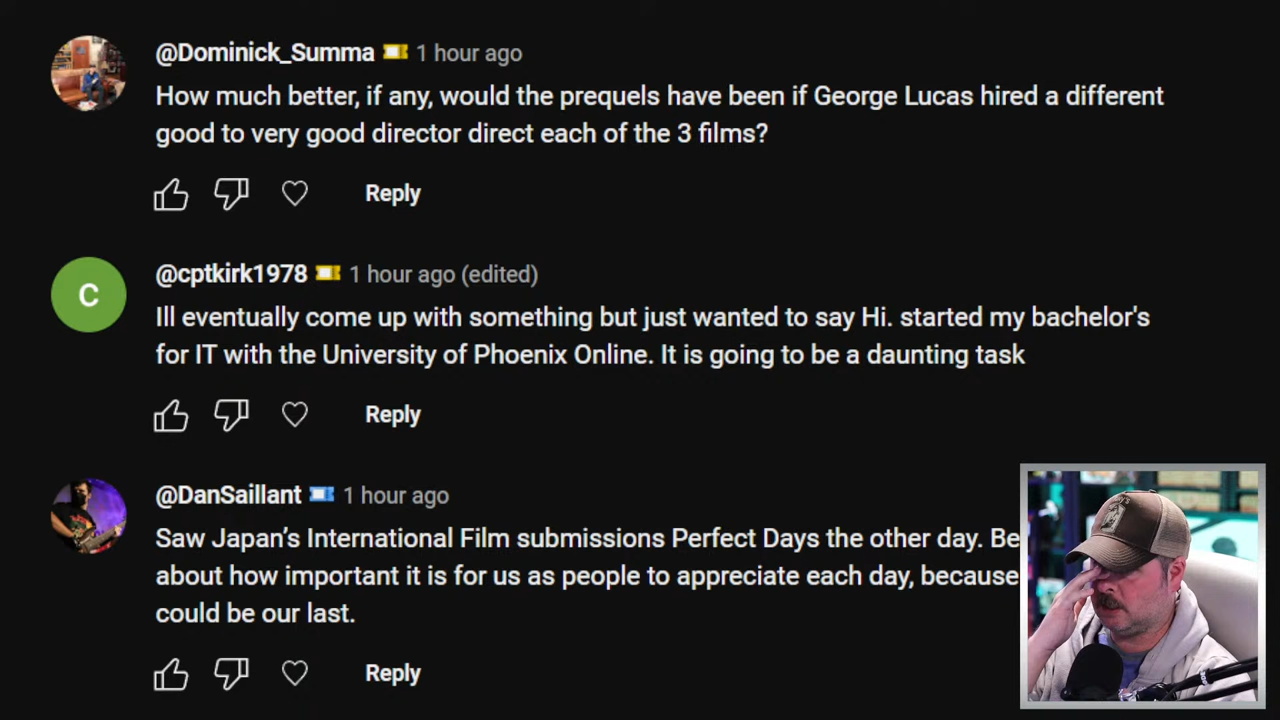 @Dominick_Summa 1 hour ago
How much better, if any, would the prequels have been if George Lucas hired a different
good to very good director direct each of the 3 films?
Reply
C
@cptkirk1978 1 hour ago (edited)
Ill eventually come up with something but just wanted to say Hi. started my bachelor's
for IT with the University of Phoenix Online. It is going to be a daunting task
Reply
@DanSaillant 1 hour ago
Saw Japan’s International Film submissions Perfect Days the other day. Be
about how important it is for us as people to appreciate each day, because
could be our last.
Reply